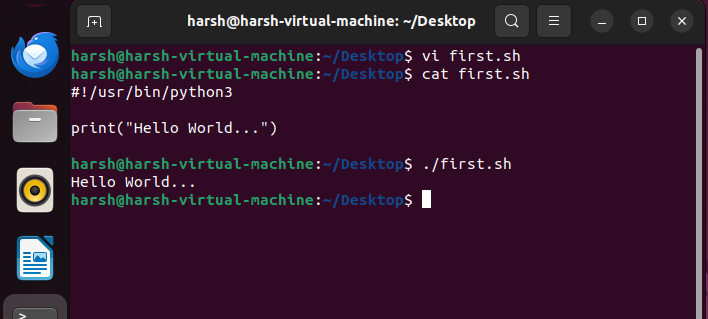 harsh@harsh-virtual-machine: ~/Desktop
harsh@harsh-virtual-machine:~/Desktop$ vi first.sh
harsh@harsh-virtual-machine:~/Desktop$ cat first.sh
#!/usr/bin/python3
print("Hello World...")
harsh@harsh-virtual-machine:~/Desktop$ ./first.sh
Hello World...
harsh@harsh-virtual-machine:~/Desktop$